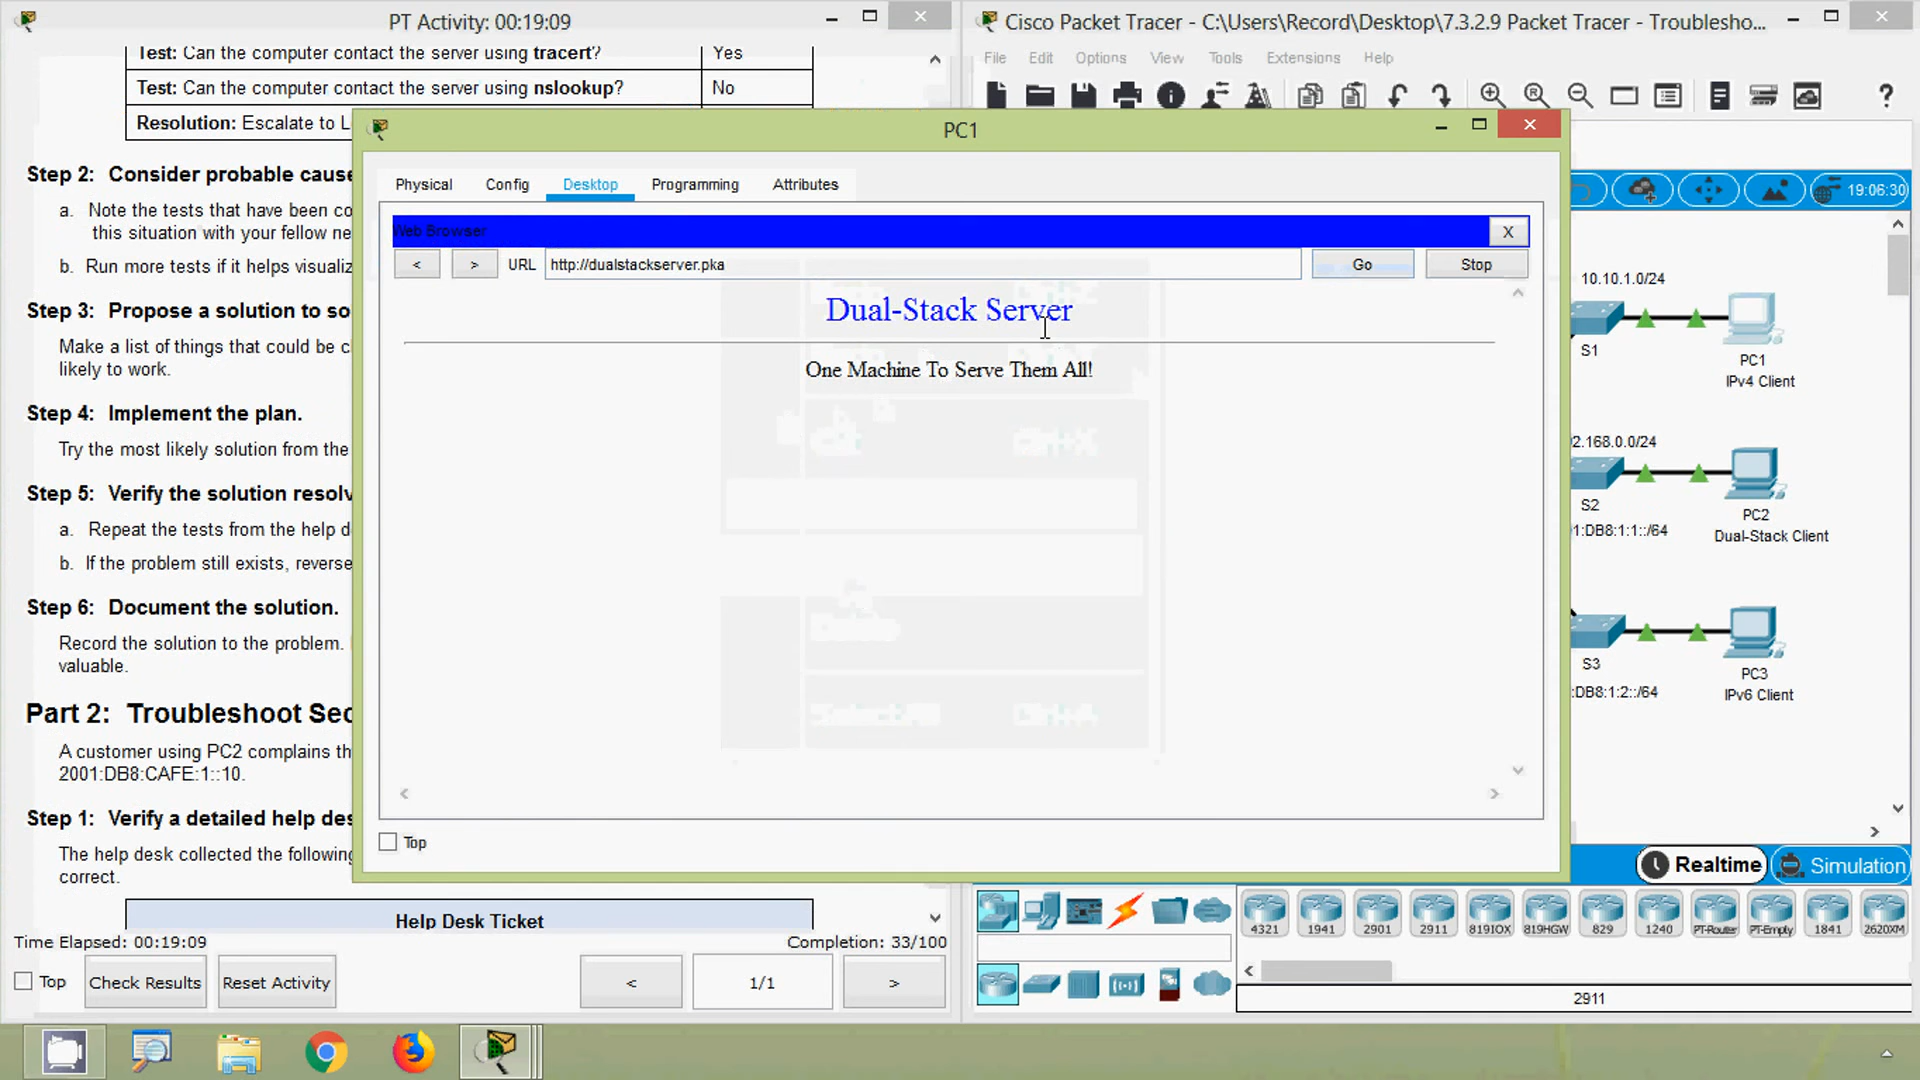 PT Activity: 00:19:09
Test: Can the computer contact the server using tracert? Yes
Test: Can the computer contact the server using nslookup? No
Resolution: Escalate to L
Step 2: Consider probable cause
a. Note the tests that have been co
this situation with your fellow ne
b. Run more tests if it helps visualiz
Step 3: Propose a solution to so
Make a list of things that could be c
likely to work.
Step 4: Implement the plan.
Try the most likely solution from the
Step 5: Verify the solution resolv
a. Repeat the tests from the help d
b. If the problem still exists, reverse
Step 6: Document the solution.
Record the solution to the problem.
valuable.
Part 2: Troubleshoot Sec
A customer using PC2 complains th
2001:DB8:CAFE:1::10.
Step 1: Verify a detailed help des
The help desk collected the following
correct.
Help Desk Ticket
Time Elapsed: 00:19:09 Completion: 33/100
Top Check Results Reset Activity < 1/1 >
Cisco Packet Tracer - C:\Users\Record\Desktop\7.3.2.9 Packet Tracer - Troublesho...
File Edit Options View Tools Extensions Help
PC1
Physical Config Desktop Programming Attributes
Web Browser X
< > URL http://dualstackserver.pka Go Stop
Dual-Stack Server
One Machine To Serve Them All!
Top
19:06:30
10.10.1.0/24
S1
PC1
IPv4 Client
2.168.0.0/24
S2
PC2
1:DB8:1:1::/64
Dual-Stack Client
S3
PC3
:DB8:1:2::/64
IPv6 Client
Realtime Simulation
4321 1941 2901 2911 819IOX 819HGW 829 1240 PT-Router PT-Empty 1841 2620XM
2911